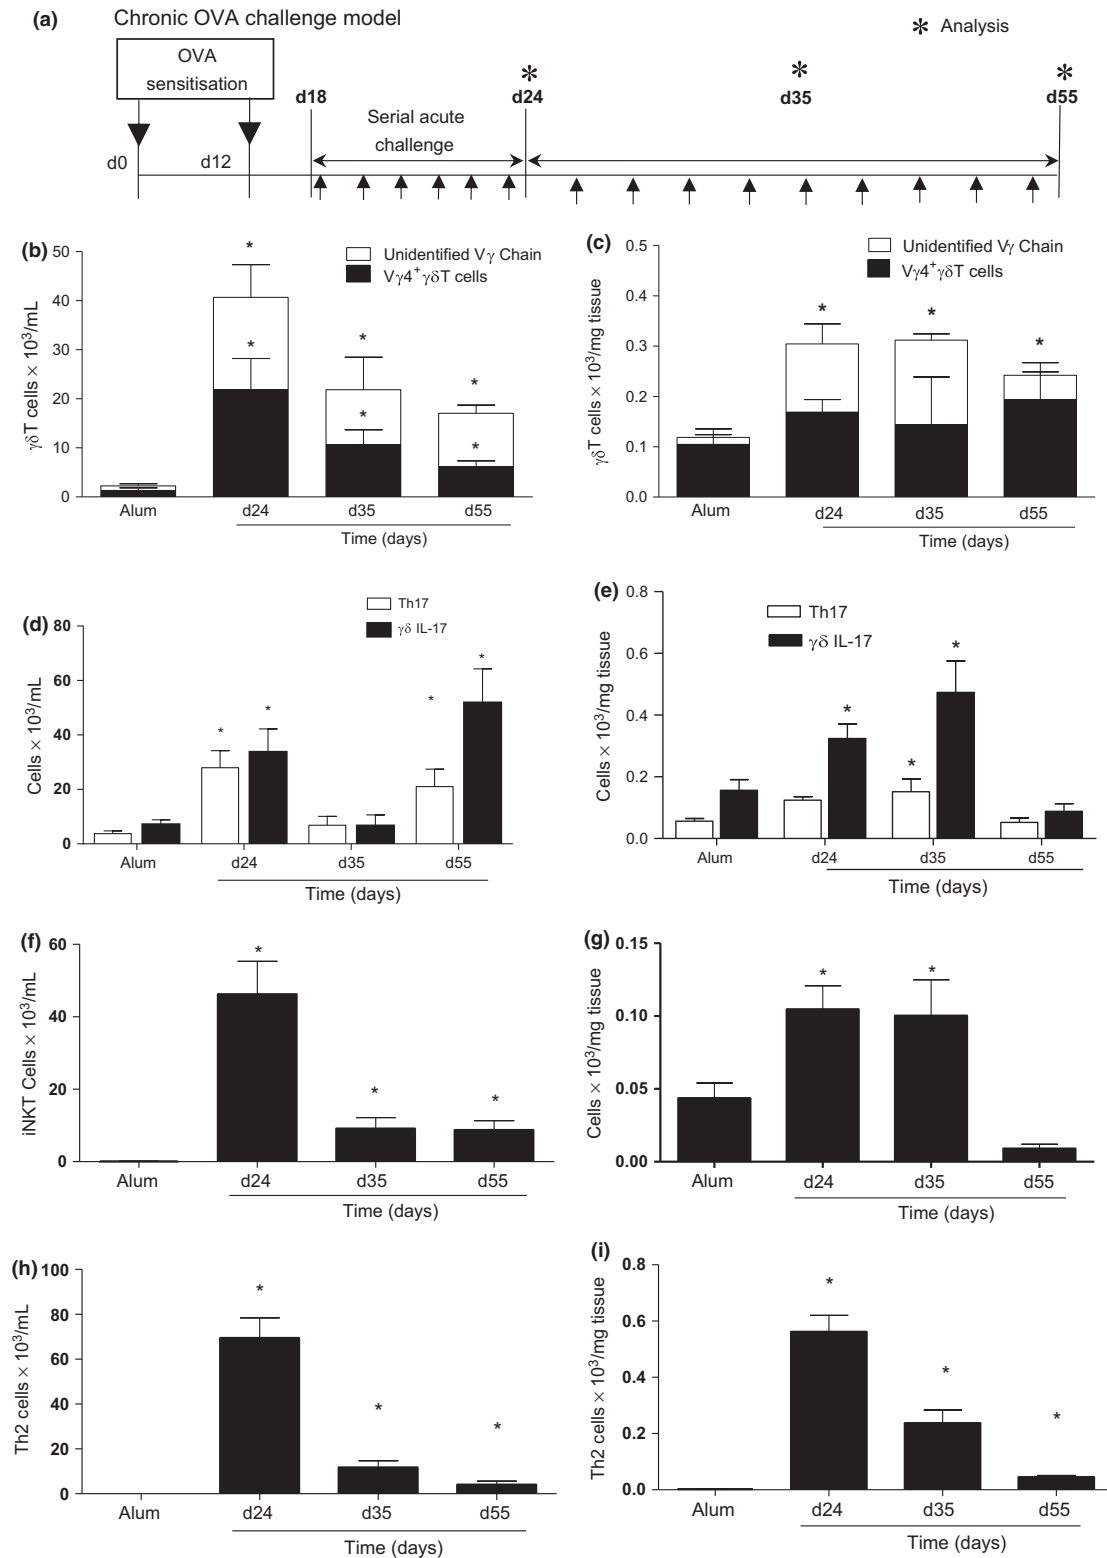 (a) Chronic OVA challenge model
* Analysis
OVA
sensitisation
d18
* d24
* d35
* d55
Serial acute
challenge
d0
d12
(b)
50
40
30
20
10
0
γδT cells × 10³/mL
Unidentified Vγ Chain
Vγ4⁺γδT cells
* * * * * *
Alum d24 d35 d55
Time (days)
(c)
0.5
0.4
0.3
0.2
0.1
0.0
γδT cells × 10³/mg tissue
Unidentified Vγ Chain
Vγ4⁺γδT cells
* * *
Alum d24 d35 d55
Time (days)
(d)
80
60
40
20
0
Cells × 10³/mL
Th17
γδ IL-17
* * * *
Alum d24 d35 d55
Time (days)
(e)
0.8
0.6
0.4
0.2
0.0
Cells × 10³/mg tissue
Th17
γδ IL-17
* * *
Alum d24 d35 d55
Time (days)
(f)
60
40
20
0
iNKT Cells × 10³/mL
* * *
Alum d24 d35 d55
Time (days)
(g)
0.15
0.10
0.05
0.00
Cells × 10³/mg tissue
* *
Alum d24 d35 d55
Time (days)
(h)
100
80
60
40
20
0
Th2 cells × 10³/mL
* * *
Alum d24 d35 d55
Time (days)
(i)
0.8
0.6
0.4
0.2
0.0
Th2 cells × 10³/mg tissue
* * *
Alum d24 d35 d55
Time (days)